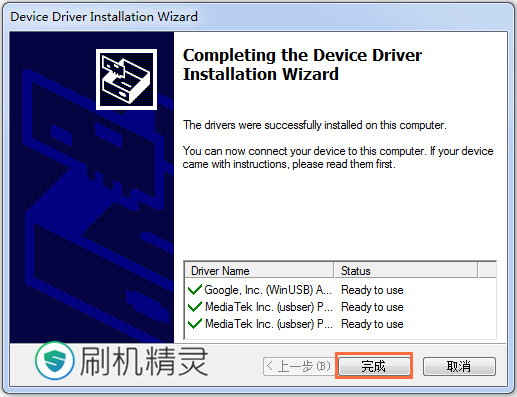 Device Driver Installation Wizard
Completing the Device Driver
Installation Wizard
The drivers were successfully installed on this computer.
You can now connect your device to this computer. If your device
came with instructions, please read them first.
Driver Name Status
Google, Inc. (WinUSB) A... Ready to use
MediaTek Inc. (usbser) P... Ready to use
MediaTek Inc. (usbser) P... Ready to use
刷机精灵
<上一步(B) 完成 取消